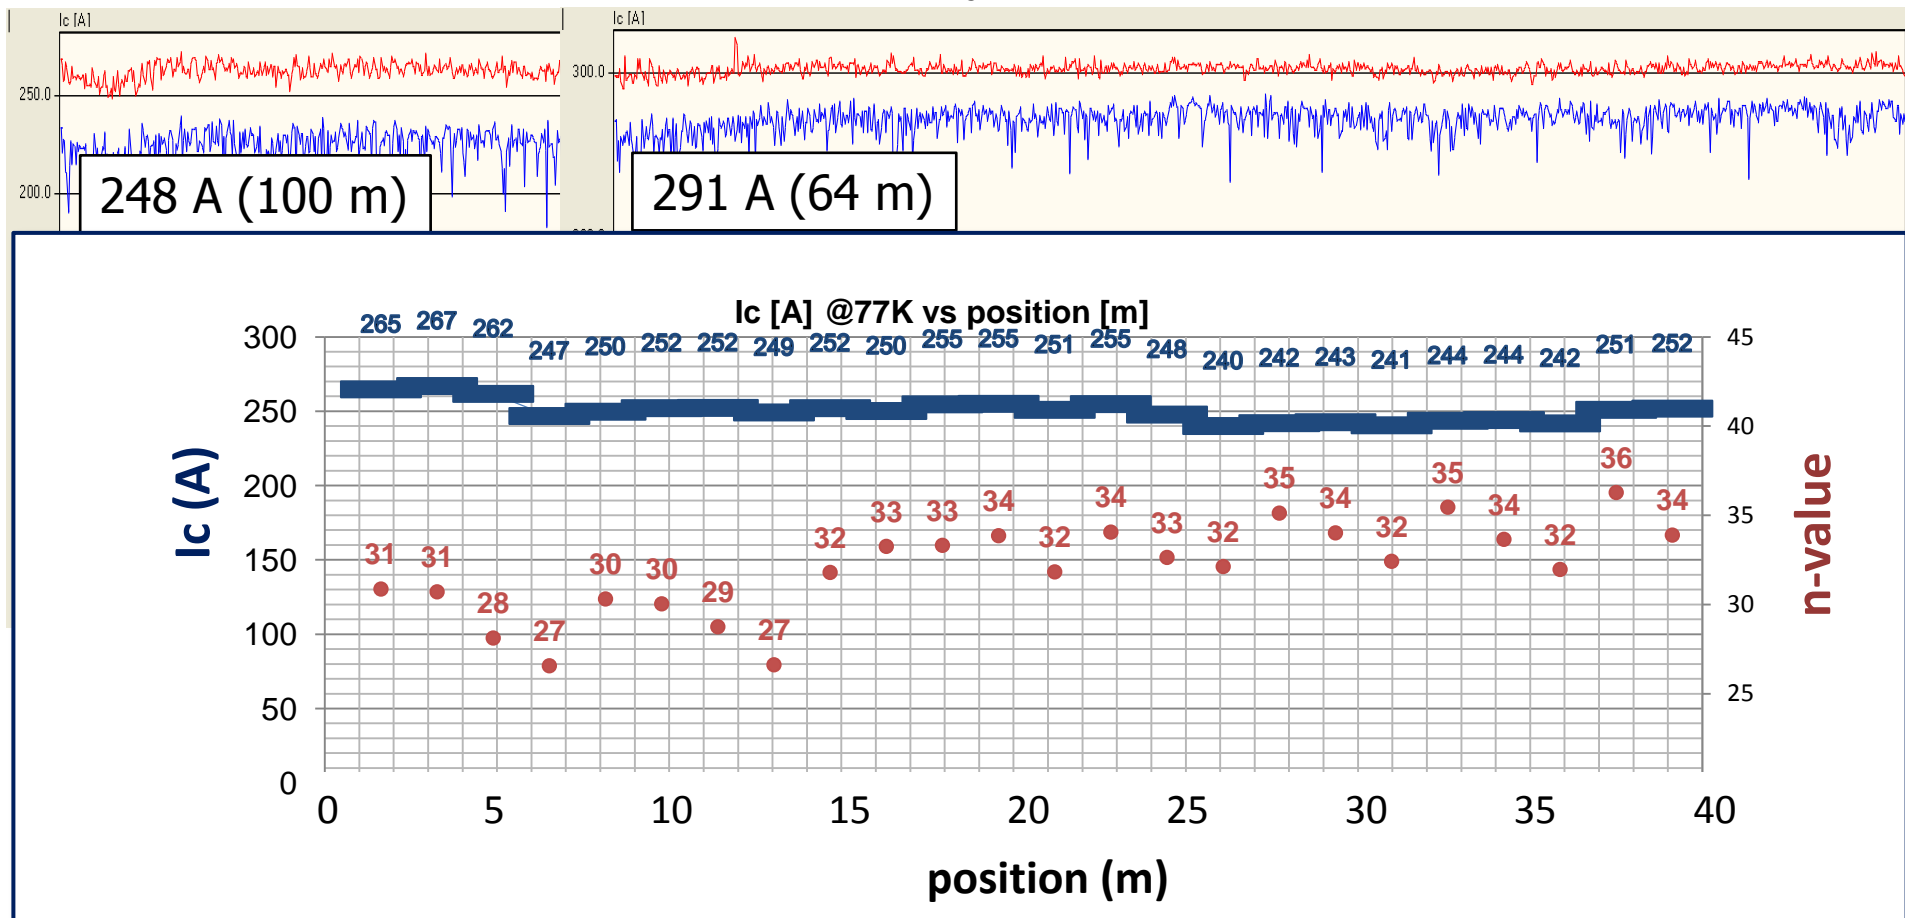 Ic [A]
Ic [A]
250.0
300.0
200.0
248 A (100 m)
291 A (64 m)
Ic [A] @77K vs position [m]
265 267 262 247 250 252 252 249 252 250 255 255 251 255 248 240 242 243 241 244 244 242 251 252
31 31 28 27 30 30 29 27 32 33 33 34 32 34 33 32 35 34 32 35 34 32 36 34
300
250
200
150
100
50
0
Ic (A)
45
40
35
30
25
n-value
0 5 10 15 20 25 30 35 40
position (m)